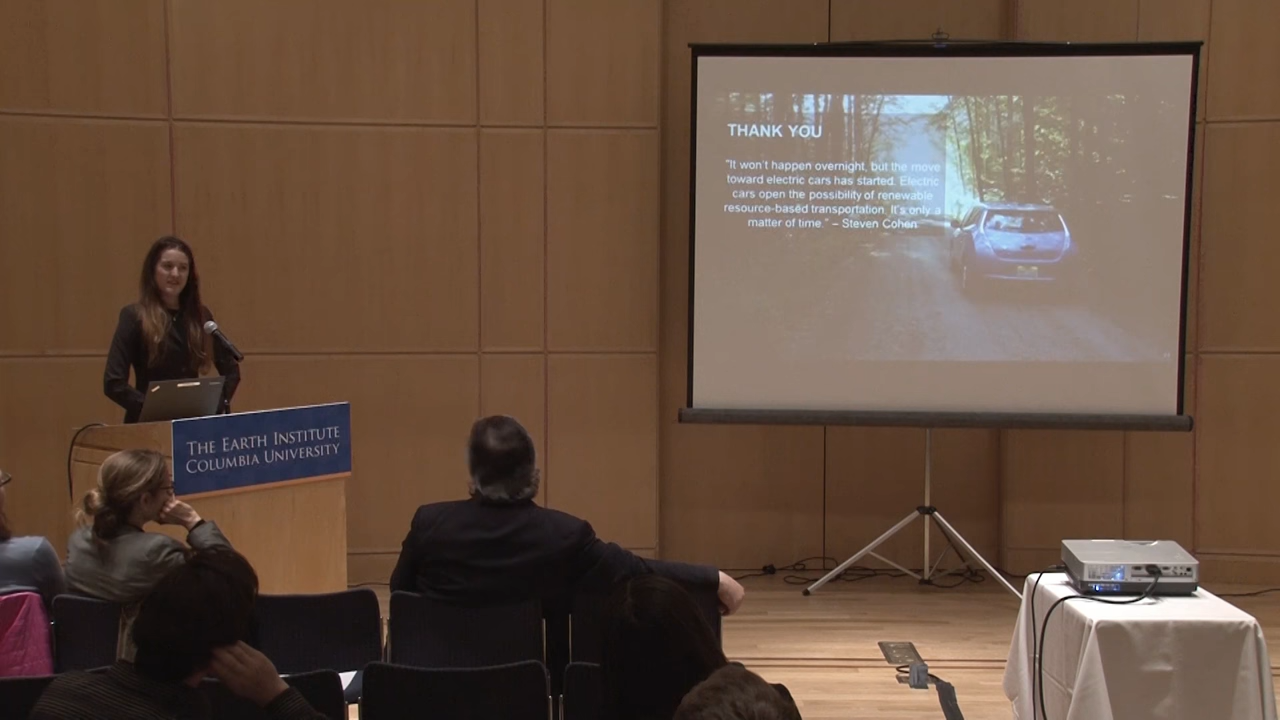 THANK YOU
"It won't happen overnight, but the move
toward electric cars has started. Electric
cars open the possibility of renewable
resource-based transportation. It's only a
matter of time." – Steven Cohen
THE EARTH INSTITUTE
COLUMBIA UNIVERSITY